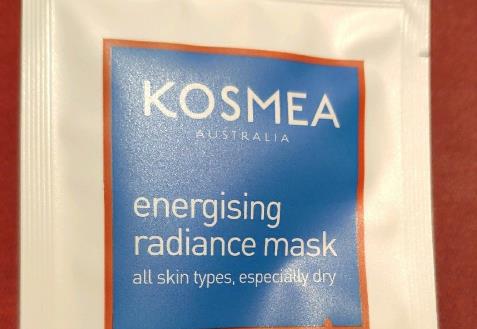 KOSMEA
AUSTRALIA
energising
radiance mask
all skin types, especially dry